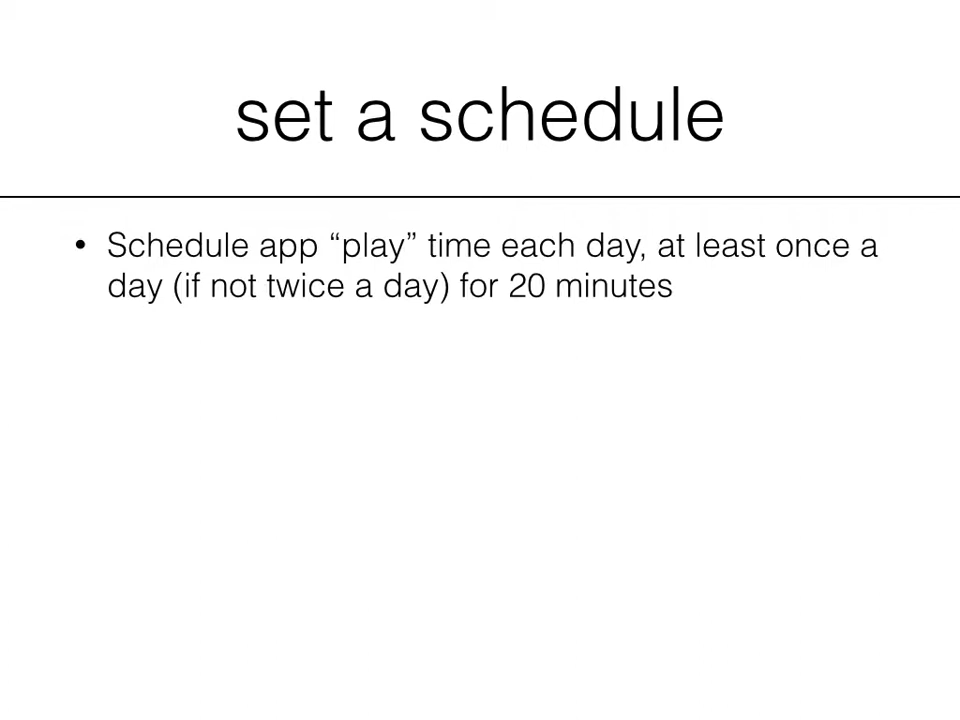 set a schedule
• Schedule app “play” time each day, at least once a
day (if not twice a day) for 20 minutes